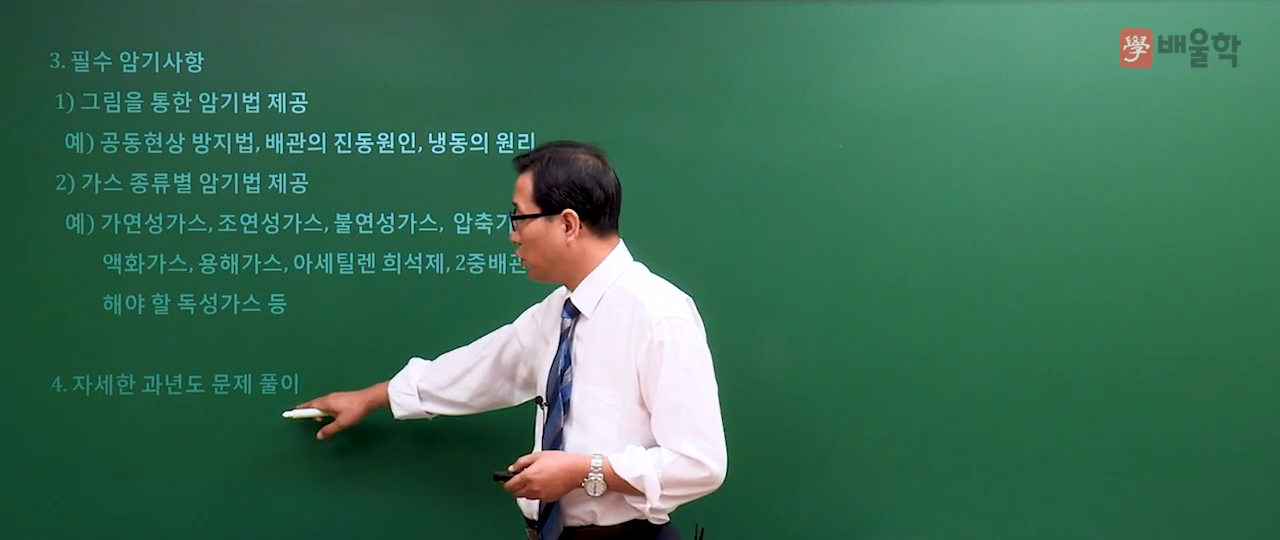 3. 필수 암기사항
學 배울학
1) 그림을 통한 암기법 제공
예) 공동현상 방지법, 배관의 진동원인, 냉동의 원리
2) 가스 종류별 암기법 제공
예) 가연성가스, 조연성가스, 불연성가스, 압축
액화가스, 용해가스, 아세틸렌 희석제, 2중배관
해야 할 독성가스 등
4. 자세한 과년도 문제 풀이